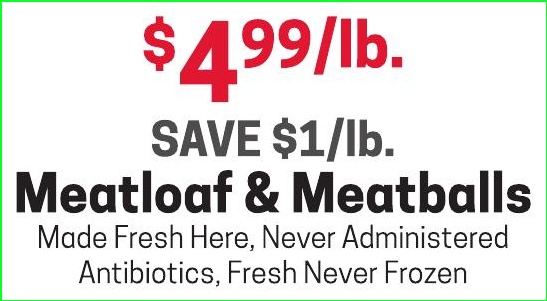 $4.99/lb.
SAVE $1/lb.
Meatloaf & Meatballs
Made Fresh Here, Never Administered
Antibiotics, Fresh Never Frozen